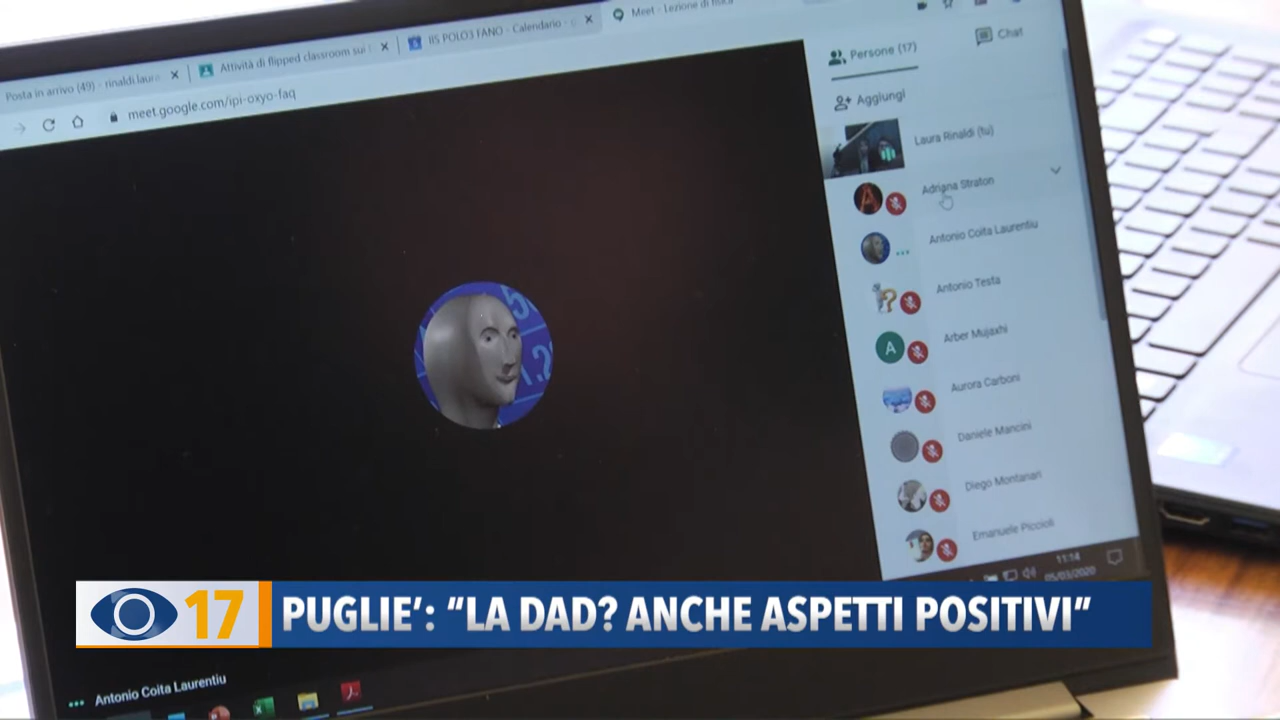 Posta in arrivo (49) - rinaldi.laura
Attività di flipped classroom sui
IIS POLO3 FANO - Calendario -
Meet - Lezione di fisica
meet.google.com/ipi-oxyo-faq
Persone (17)
Chat
Aggiungi
Laura Rinaldi (tu)
Adriana Straton
Antonio Coita Laurentiu
Antonio Testa
Arber Mujaxhi
Aurora Carboni
Daniele Mancini
Diego Montanari
Emanuele Piccioli
A
11:14
05/03/2020
17
PUGLIE': "LA DAD? ANCHE ASPETTI POSITIVI"
Antonio Coita Laurentiu